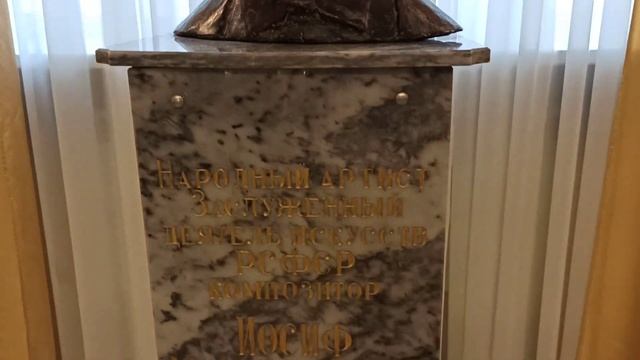 Народный артист
Заслуженный
деятель искусств
РСФСР
композитор
Иосиф